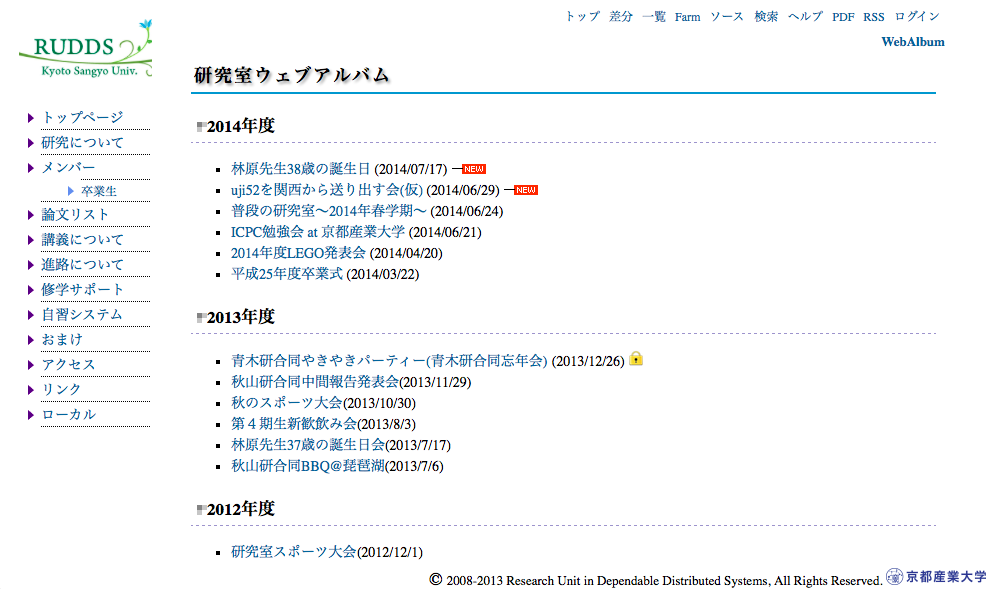 RUDDS
Kyoto Sangyo Univ.
トップ 差分 一覧 Farm ソース 検索 ヘルプ PDF RSS ログイン
WebAlbum
研究室ウェブアルバム
トップページ
研究について
メンバー
卒業生
論文リスト
講義について
進路について
修学サポート
自習システム
おまけ
アクセス
リンク
ローカル
2014年度
林原先生38歳の誕生日 (2014/07/17) NEW
uji52を関西から送り出す会(仮) (2014/06/29) NEW
普段の研究室〜2014年春学期〜 (2014/06/24)
ICPC勉強会 at 京都産業大学 (2014/06/21)
2014年度LEGO発表会 (2014/04/20)
平成25年度卒業式 (2014/03/22)
2013年度
青木研合同やきやきパーティー(青木研合同忘年会) (2013/12/26)
秋山研合同中間報告発表会(2013/11/29)
秋のスポーツ大会(2013/10/30)
第４期生新歓飲み会(2013/8/3)
林原先生37歳の誕生日会(2013/7/17)
秋山研合同BBQ@琵琶湖(2013/7/6)
2012年度
研究室スポーツ大会(2012/12/1)
© 2008-2013 Research Unit in Dependable Distributed Systems, All Rights Reserved. 京都産業大学